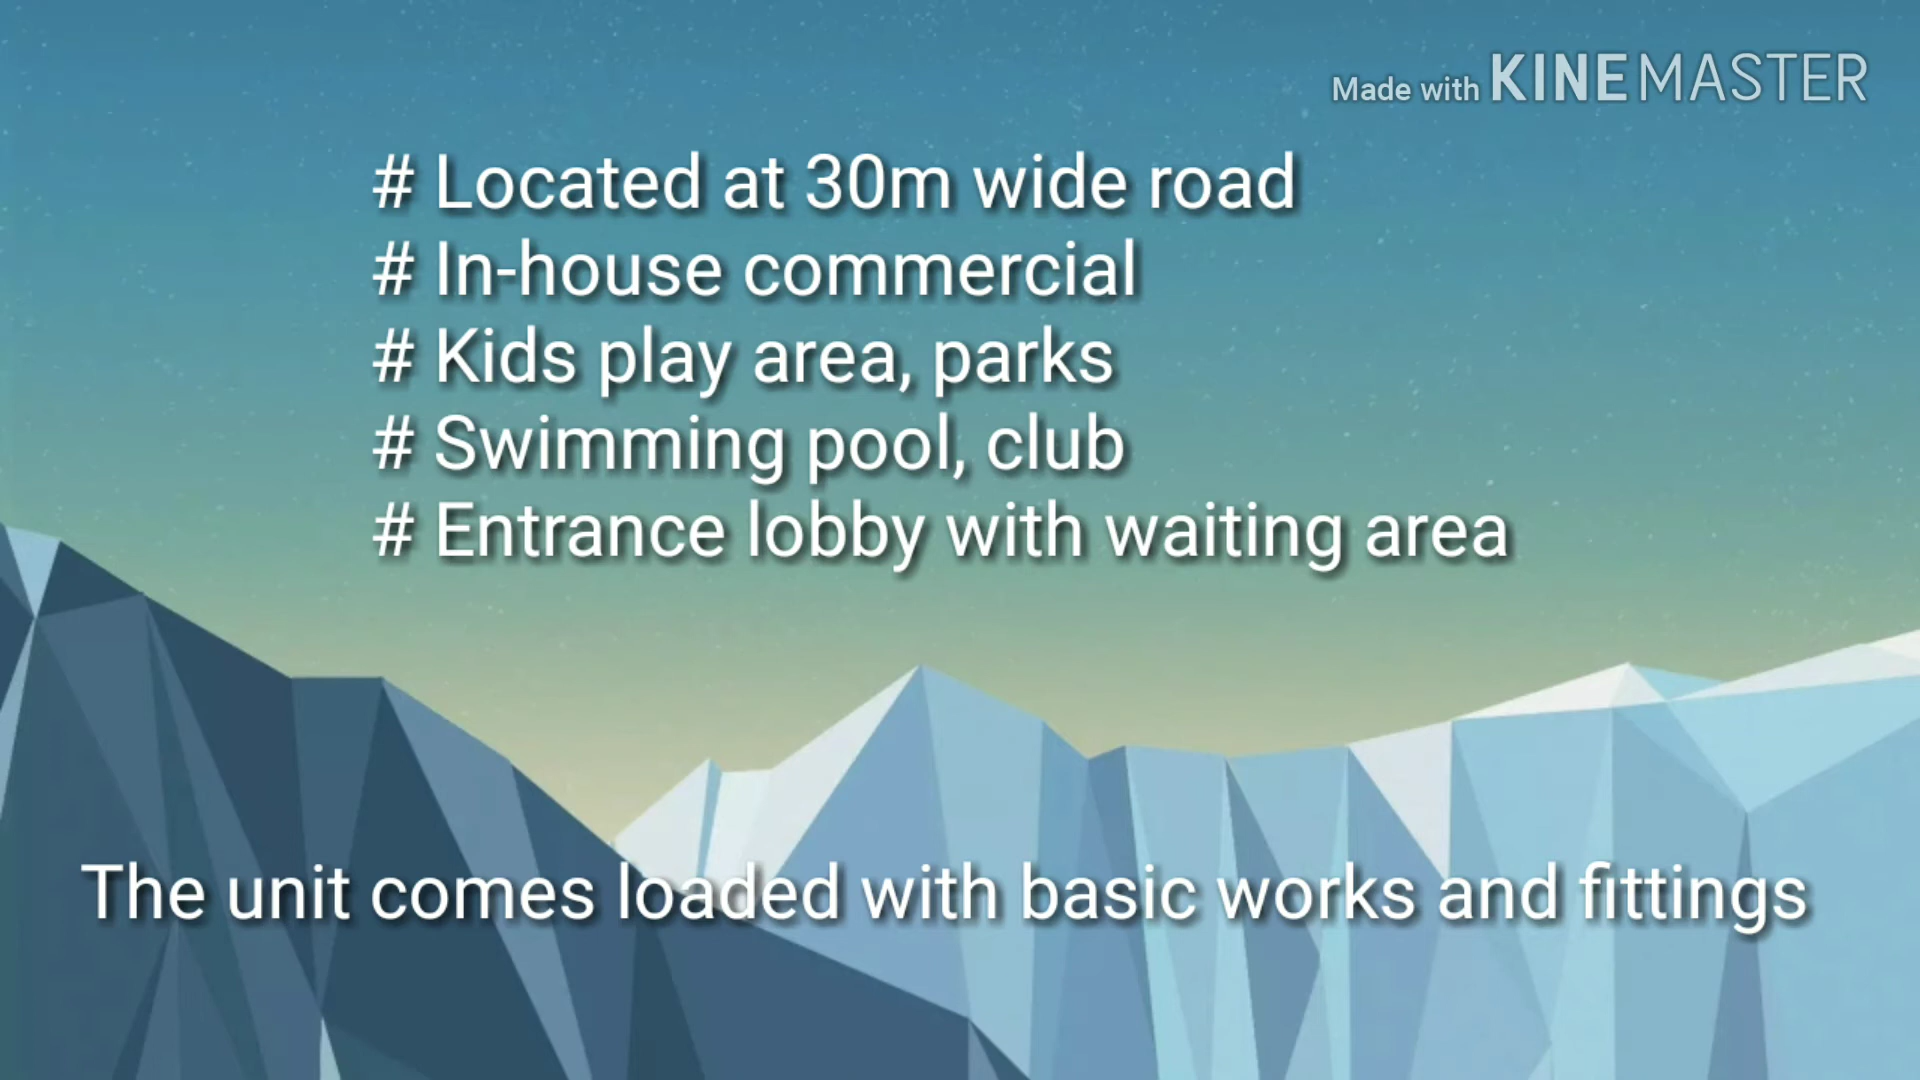 Made with KINEMASTER
# Located at 30m wide road
# In-house commercial
# Kids play area, parks
# Swimming pool, club
# Entrance lobby with waiting area
The unit comes loaded with basic works and fittings